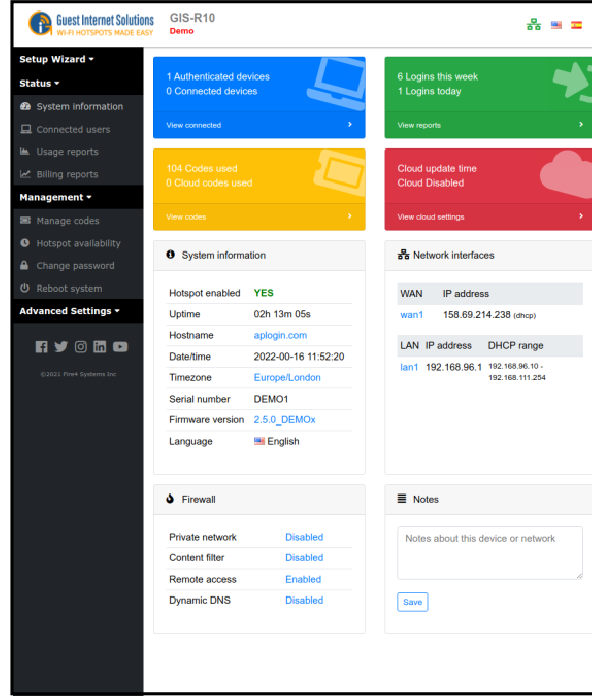 Guest Internet Solutions
WI-FI HOTSPOTS MADE EASY
GIS-R10
Demo
Setup Wizard
Status
System information
Connected users
Usage reports
Billing reports
Management
Manage codes
Hotspot availability
Change password
Reboot system
Advanced Settings
©2021 Fire4 Systems Inc
1 Authenticated devices
0 Connected devices
View connected
6 Logins this week
1 Logins today
View reports
104 Codes used
0 Cloud codes used
View codes
Cloud update time
Cloud Disabled
View cloud settings
System information
Hotspot enabled YES
Uptime 02h 13m 05s
Hostname aplogin.com
Date/time 2022-00-16 11:52:20
Timezone Europe/London
Serial number DEMO1
Firmware version 2.5.0_DEMOx
Language English
Network interfaces
WAN IP address
wan1 158.69.214.238 (dhcp)
LAN IP address DHCP range
lan1 192.168.96.1 192.168.96.10 -
192.168.111.254
Firewall
Private network Disabled
Content filter Disabled
Remote access Enabled
Dynamic DNS Disabled
Notes
Notes about this device or network
Save